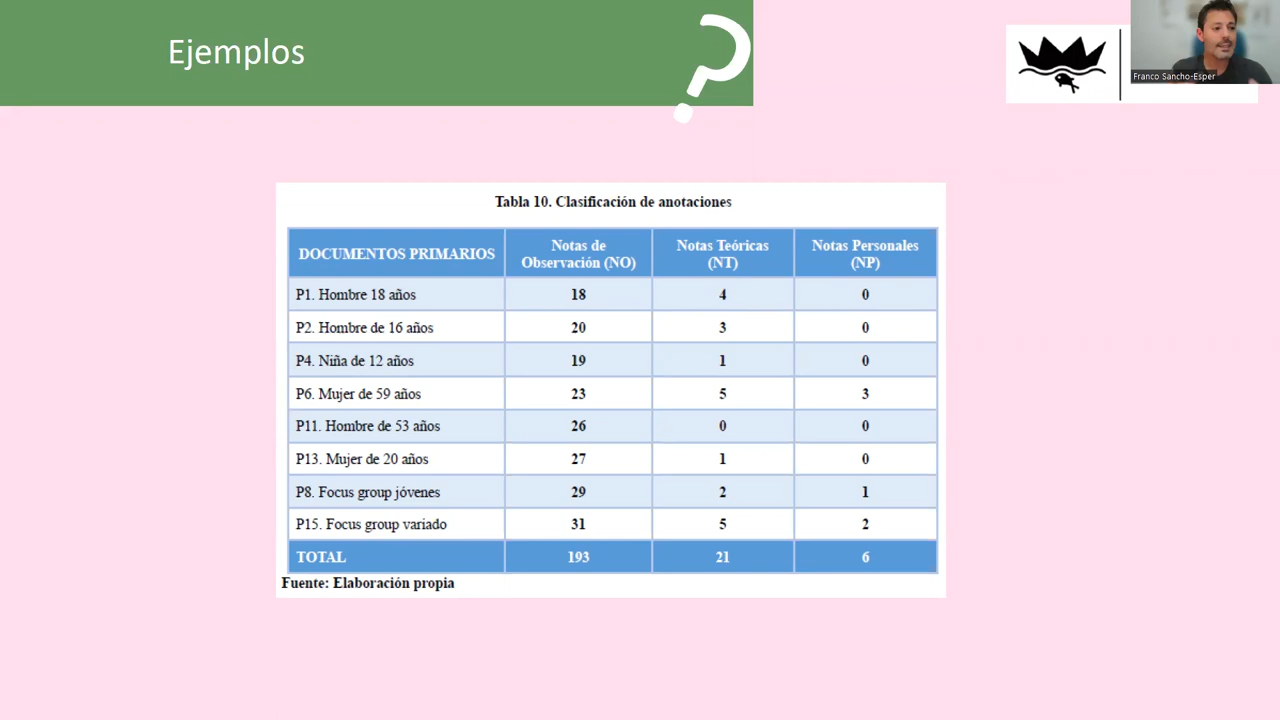 Ejemplos
?
Franco Sancho-Esper
Tabla 10. Clasificación de anotaciones
DOCUMENTOS PRIMARIOS Notas de Observación (NO) Notas Teóricas (NT) Notas Personales (NP)
P1. Hombre 18 años 18 4 0
P2. Hombre de 16 años 20 3 0
P4. Niña de 12 años 19 1 0
P6. Mujer de 59 años 23 5 3
P11. Hombre de 53 años 26 0 0
P13. Mujer de 20 años 27 1 0
P8. Focus group jóvenes 29 2 1
P15. Focus group variado 31 5 2
TOTAL 193 21 6
Fuente: Elaboración propia